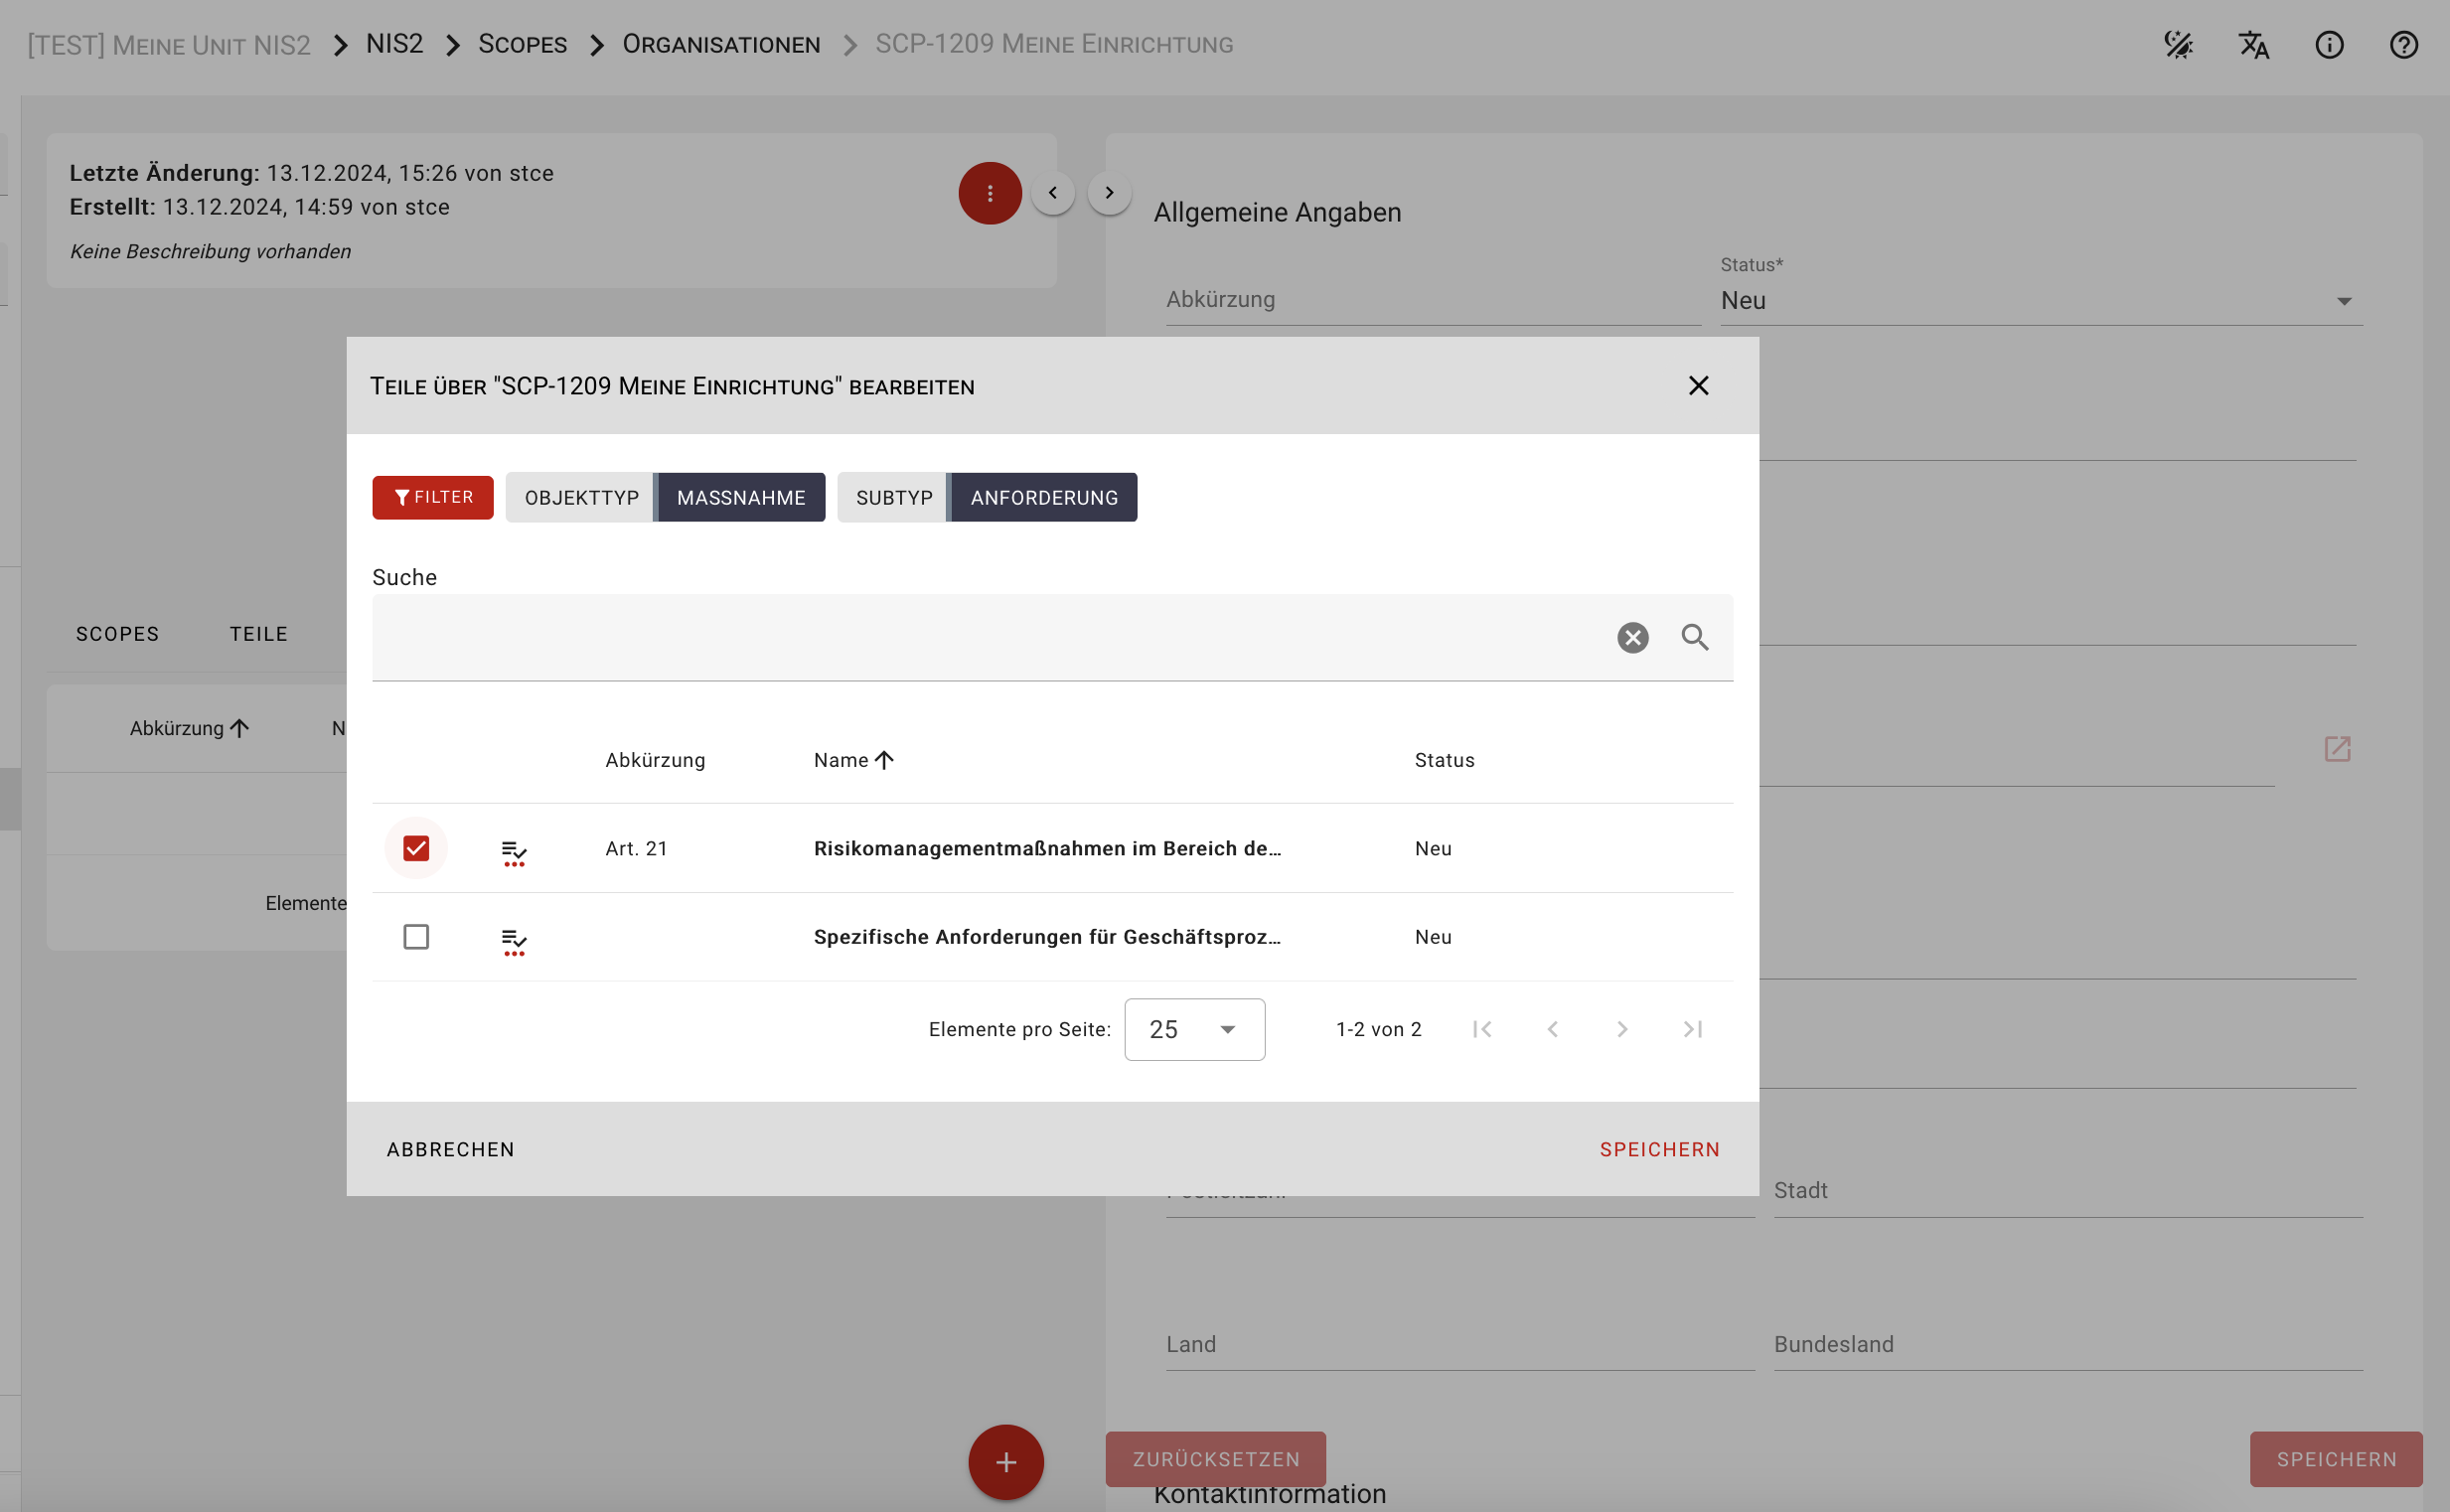 [TEST] Meine Unit NIS2 NIS2 Scopes Organisationen SCP-1209 Meine Einrichtung
Letzte Änderung: 13.12.2024, 15:26 von stce
Erstellt: 13.12.2024, 14:59 von stce
Keine Beschreibung vorhanden
Allgemeine Angaben
Abkürzung
Status*
Neu
Teile über "SCP-1209 Meine Einrichtung" bearbeiten
FILTER OBJEKTTYP MASSNAHME SUBTYP ANFORDERUNG
Suche
SCOPES TEILE
Abkürzung N
Elemente
Abkürzung Name Status
Art. 21 Risikomanagementmaßnahmen im Bereich de… Neu
Spezifische Anforderungen für Geschäftsproz… Neu
Elemente pro Seite: 25 1-2 von 2
ABBRECHEN SPEICHERN
Stadt
Land Bundesland
ZURÜCKSETZEN SPEICHERN
Kontaktinformation